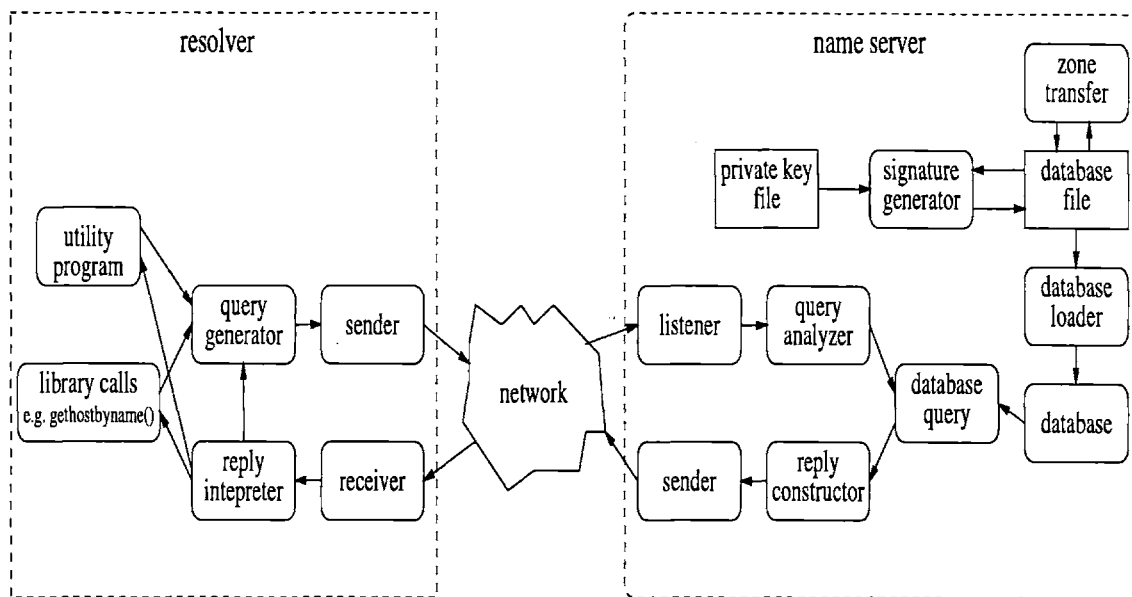 resolver
utility
program
query
generator
sender
library calls
e.g. gethostbyname()
reply
intepreter
receiver
network
name server
zone
transfer
private key
file
signature
generator
database
file
database
loader
listener
query
analyzer
database
query
database
sender
reply
constructor